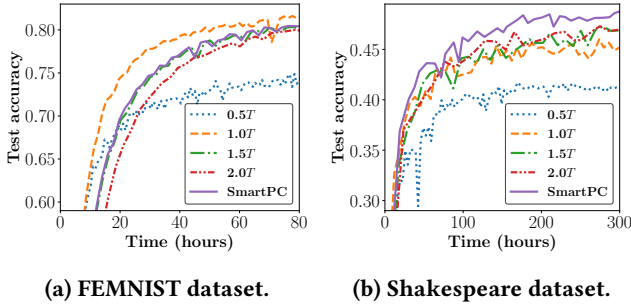 Test accuracy
0.80
0.75
0.70
0.65
0.60
0 20 40 60 80
Time (hours)
0.5T
1.0T
1.5T
2.0T
SmartPC
Test accuracy
0.45
0.40
0.35
0.30
0 100 200 300
Time (hours)
0.5T
1.0T
1.5T
2.0T
SmartPC
(a) FEMNIST dataset.
(b) Shakespeare dataset.